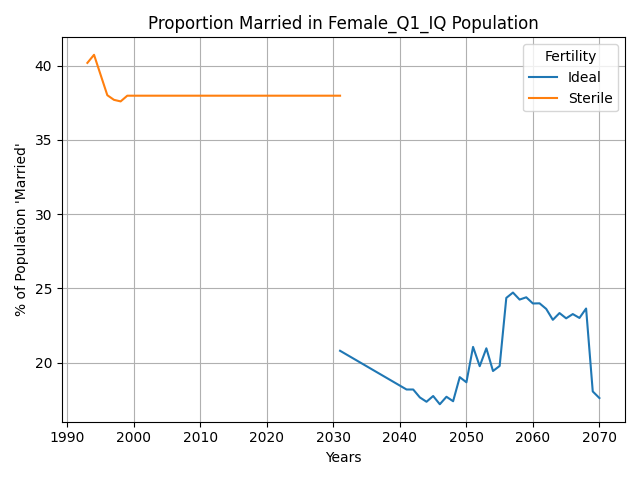 Proportion Married in Female_Q1_IQ Population
% of Population 'Married'
40
35
30
25
20
Fertility
Ideal
Sterile
1990 2000 2010 2020 2030 2040 2050 2060 2070
Years